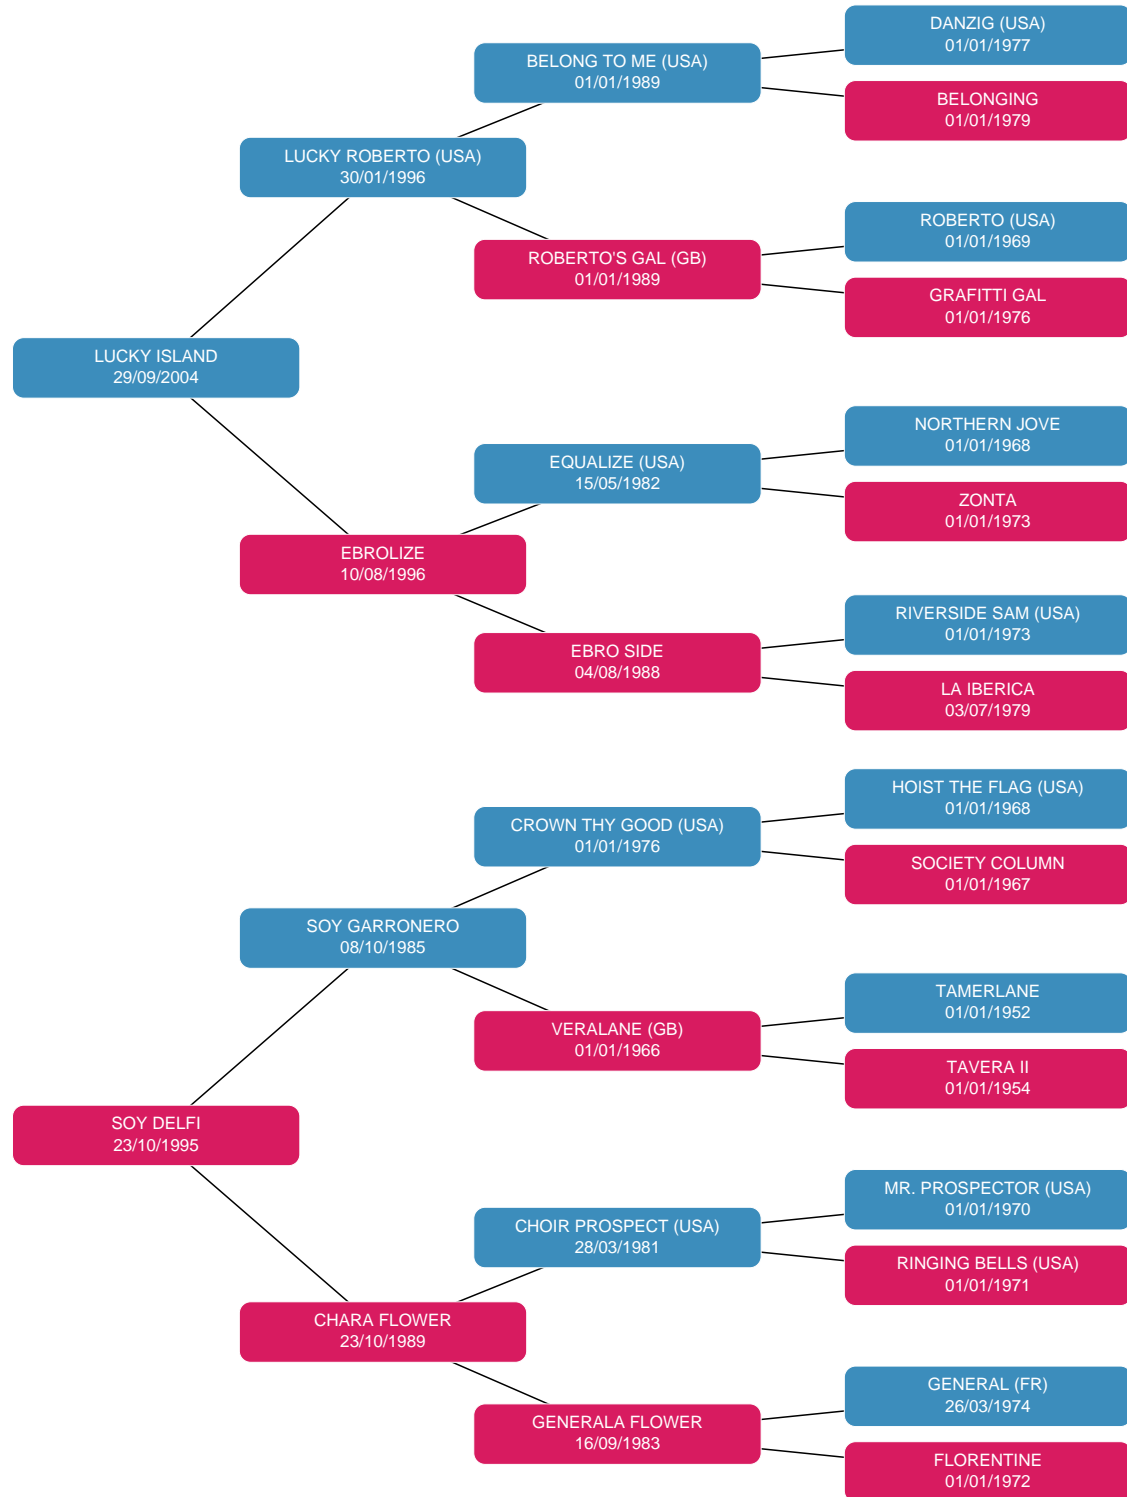 DANZIG (USA)
01/01/1977
BELONG TO ME (USA)
01/01/1989
BELONGING
01/01/1979
LUCKY ROBERTO (USA)
30/01/1996
ROBERTO (USA)
01/01/1969
ROBERTO'S GAL (GB)
01/01/1989
GRAFITTI GAL
01/01/1976
LUCKY ISLAND
29/09/2004
NORTHERN JOVE
01/01/1968
EQUALIZE (USA)
15/05/1982
ZONTA
01/01/1973
EBROLIZE
10/08/1996
RIVERSIDE SAM (USA)
01/01/1973
EBRO SIDE
04/08/1988
LA IBERICA
03/07/1979
HOIST THE FLAG (USA)
01/01/1968
CROWN THY GOOD (USA)
01/01/1976
SOCIETY COLUMN
01/01/1967
SOY GARRONERO
08/10/1985
TAMERLANE
01/01/1952
VERALANE (GB)
01/01/1966
TAVERA II
01/01/1954
SOY DELFI
23/10/1995
MR. PROSPECTOR (USA)
01/01/1970
CHOIR PROSPECT (USA)
28/03/1981
RINGING BELLS (USA)
01/01/1971
CHARA FLOWER
23/10/1989
GENERAL (FR)
26/03/1974
GENERALA FLOWER
16/09/1983
FLORENTINE
01/01/1972